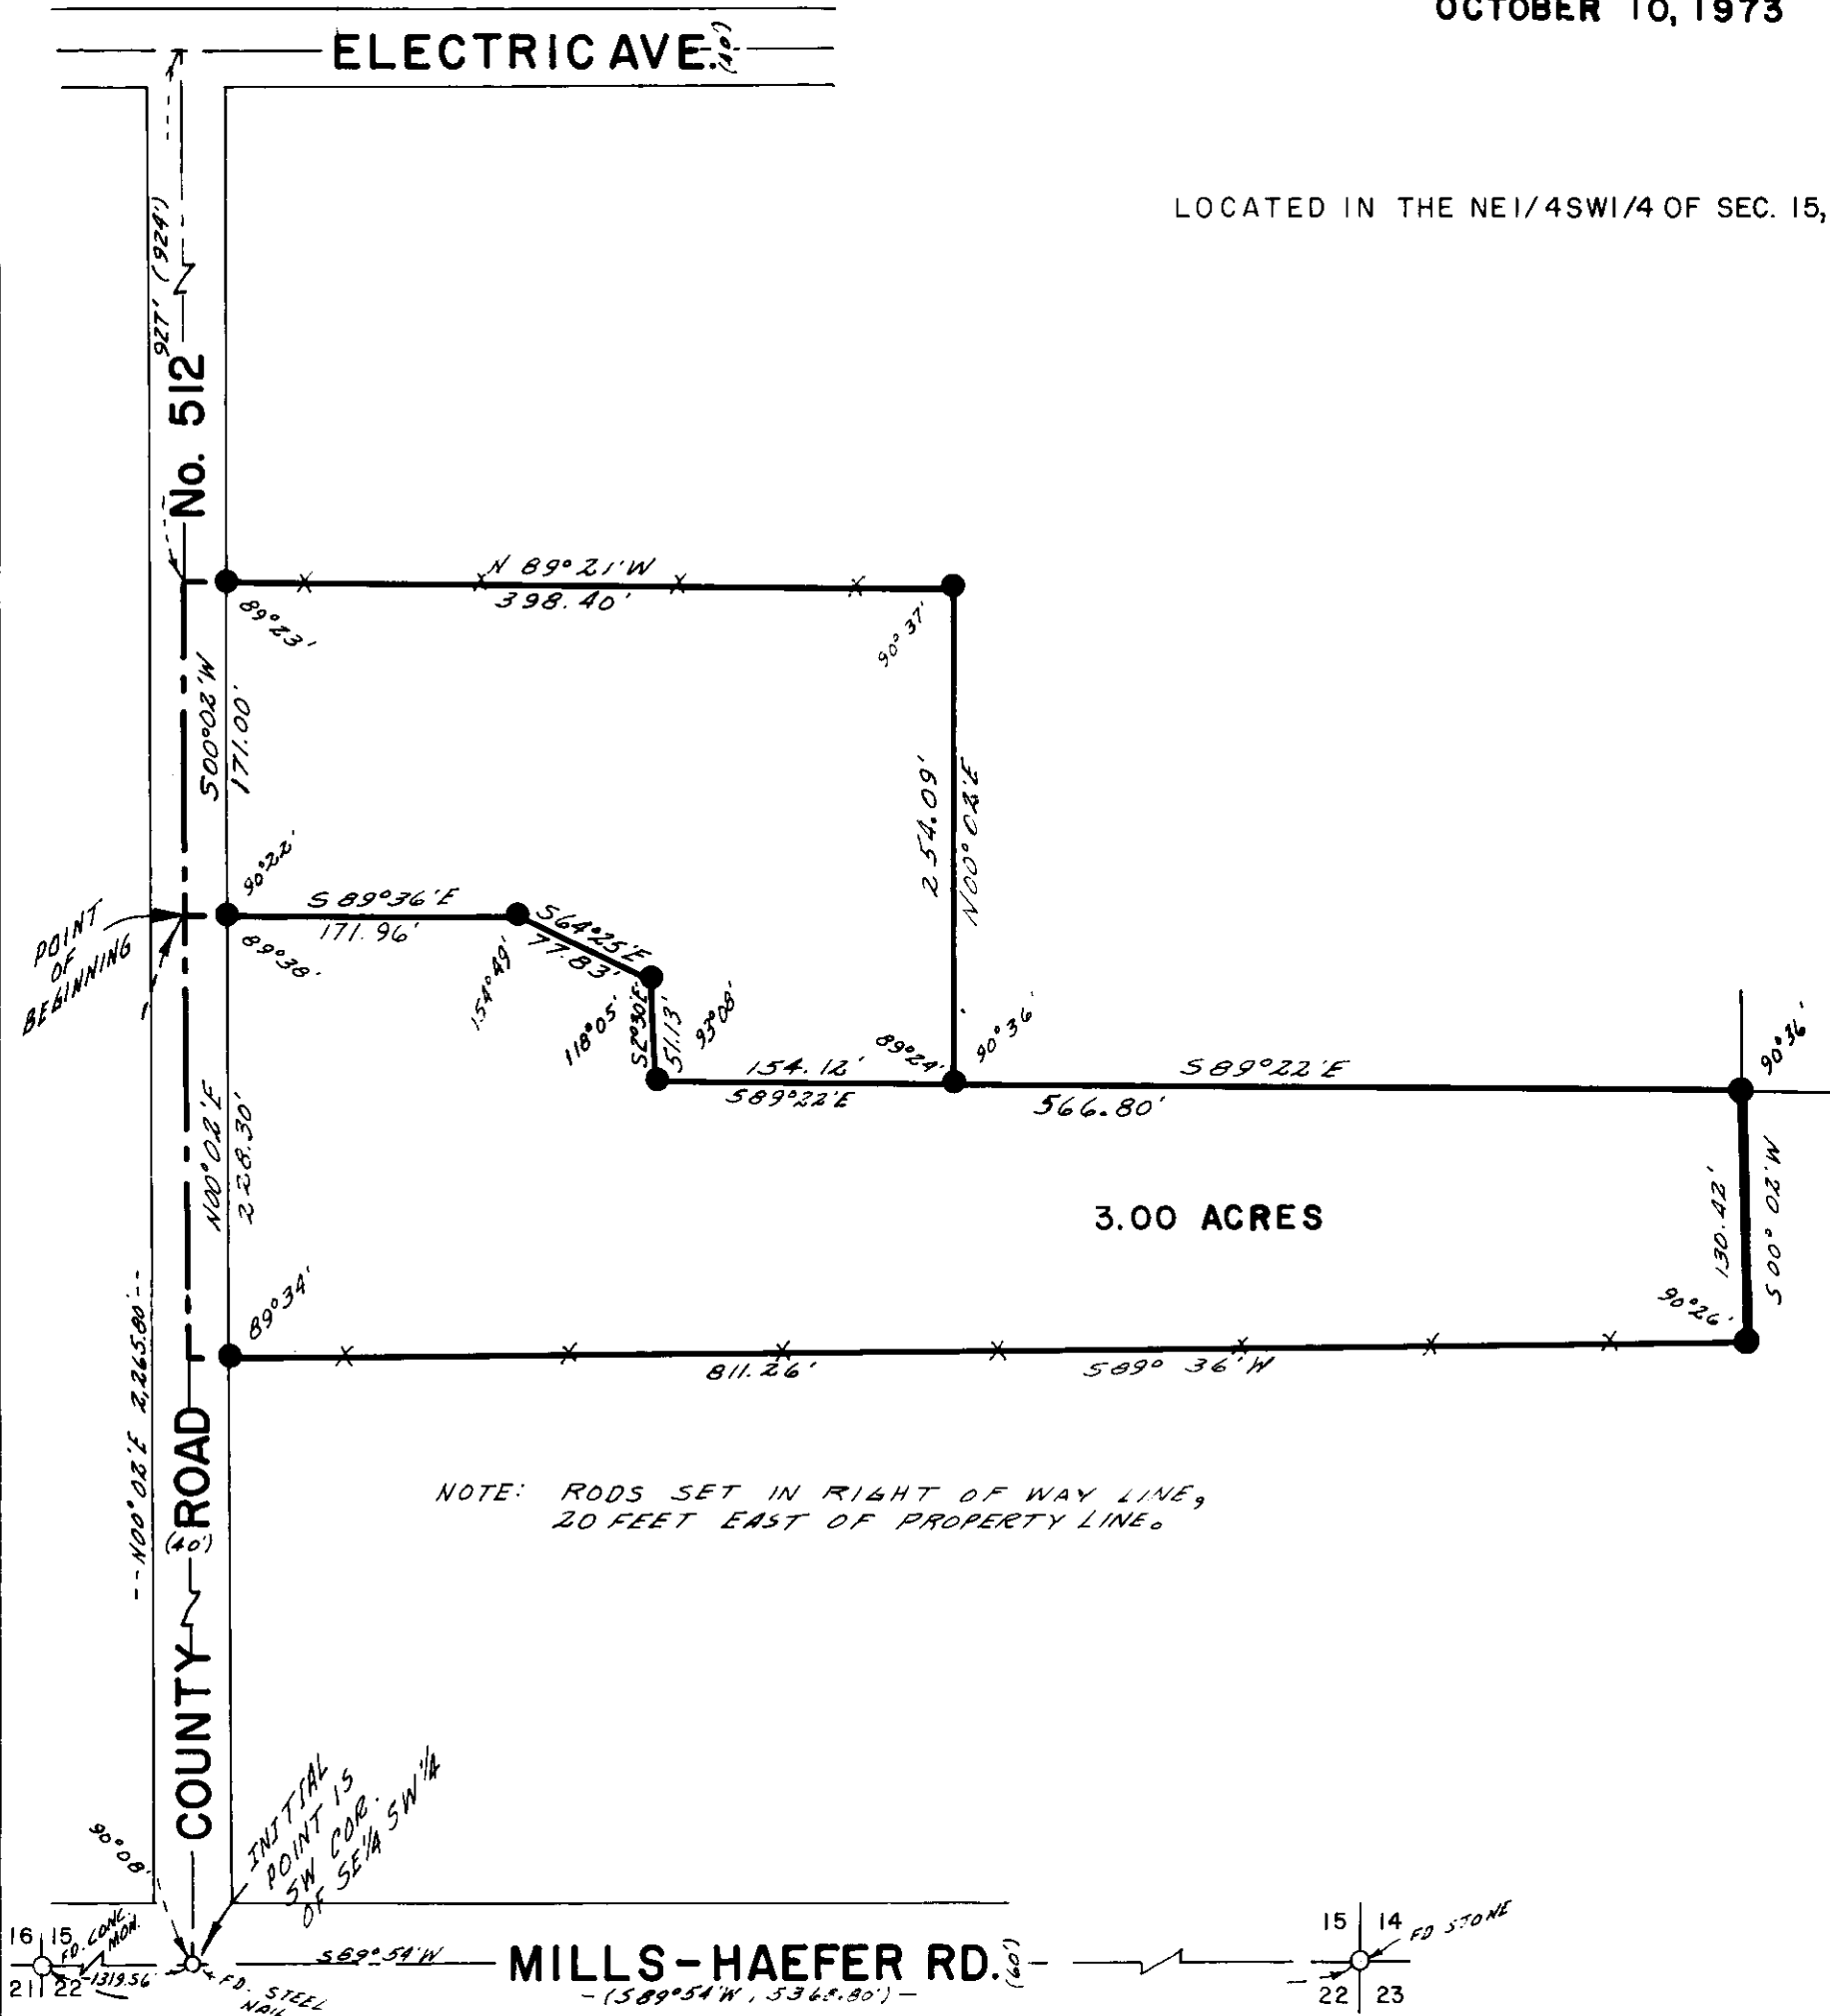 OCTOBER 10, 1973
ELECTRIC AVE. (40')
LOCATED IN THE NE1/4SW1/4 OF SEC. 15,
927' (924')
No. 512
N 89°21'W
398.40'
89°23'
90°37'
S00°02'W
171.00'
254.09'
N00°02'E
90°22'
S 89°36'E
171.96'
89°38'
POINT
OF
BEGINNING
S64°25'E
77.83'
154°49'
118°05'
S2°30'E
51.13'
93°08'
89°24'
90°36'
154.12'
S89°22'E
S89°22'E
566.80'
90°36'
N00°02'E
228.30'
3.00 ACRES
130.42'
S00°02'W
90°26'
89°34'
811.26'
S89°36'W
--N00°02'E 2,265.80'--
COUNTY ROAD
(40')
NOTE: RODS SET IN RIGHT OF WAY LINE,
20 FEET EAST OF PROPERTY LINE.
INITIAL
POINT IS
SW COR.
OF SE1/4 SW1/4
90°08'
16 15
21 22
FD. CONC.
MON.
1319.56'
FD. STEEL
NAIL
S89°54'W
MILLS-HAEFER RD. (60')
-(S89°54'W, 5368.80')-
15 14
22 23
FD STONE